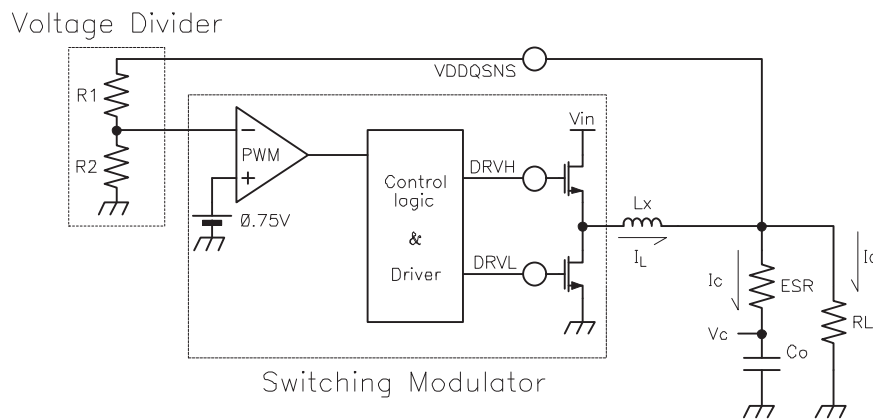 Voltage Divider
VDDQSNS
R1
R2
PWM
0.75V
Control
logic
&
Driver
DRVH
DRVL
Vin
Lx
IL
Ic
ESR
Vc
Co
RL
Switching Modulator